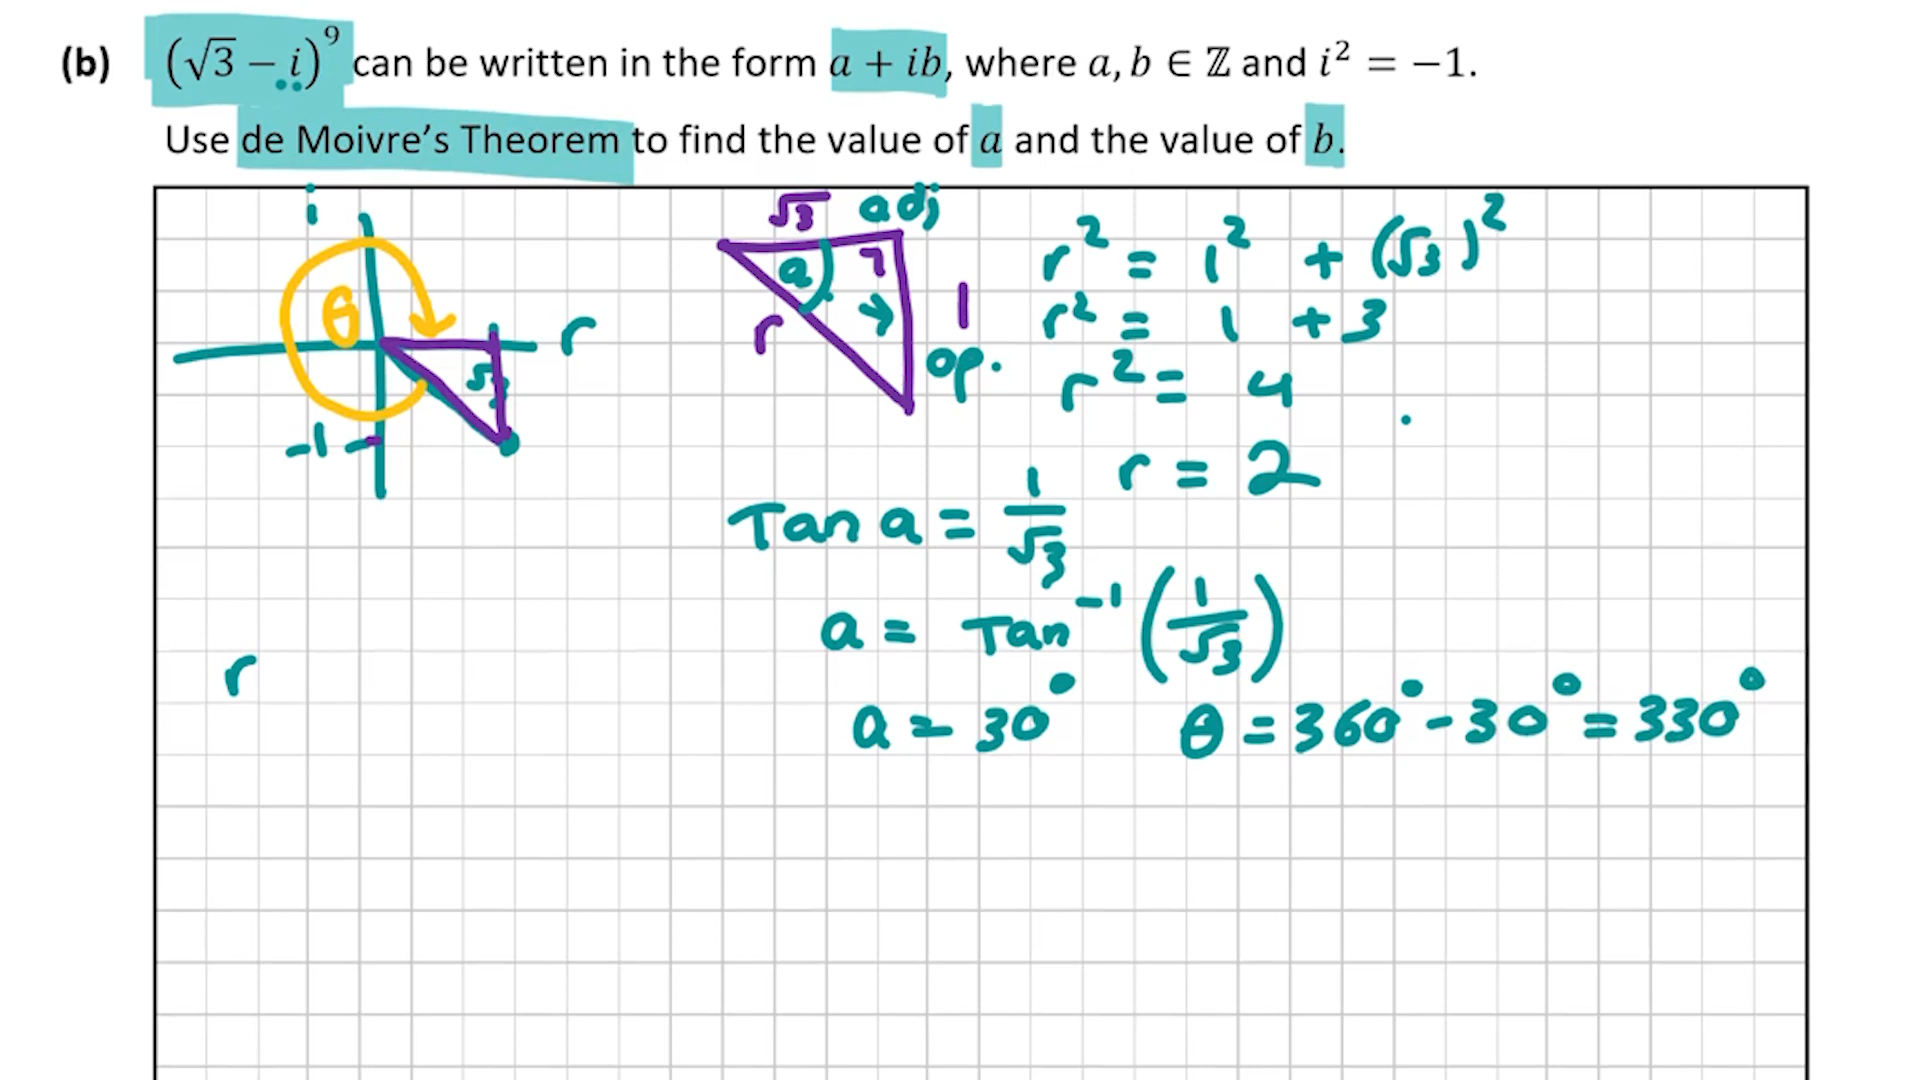 (b) (√3 − i)⁹ can be written in the form a + ib, where a, b ∈ ℤ and i² = −1.
Use de Moivre’s Theorem to find the value of a and the value of b.
i
θ
r
√3
-1
√3 adj
a
r
1
op.
r² = 1² + (√3)²
r² = 1 + 3
r² = 4
r = 2
Tan a = 1/√3
a = Tan⁻¹ (1/√3)
a = 30° θ = 360° - 30° = 330°
r